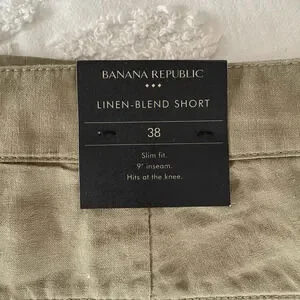 BANANA REPUBLIC
LINEN-BLEND SHORT
38
Slim fit.
9" inseam.
Hits at the knee.